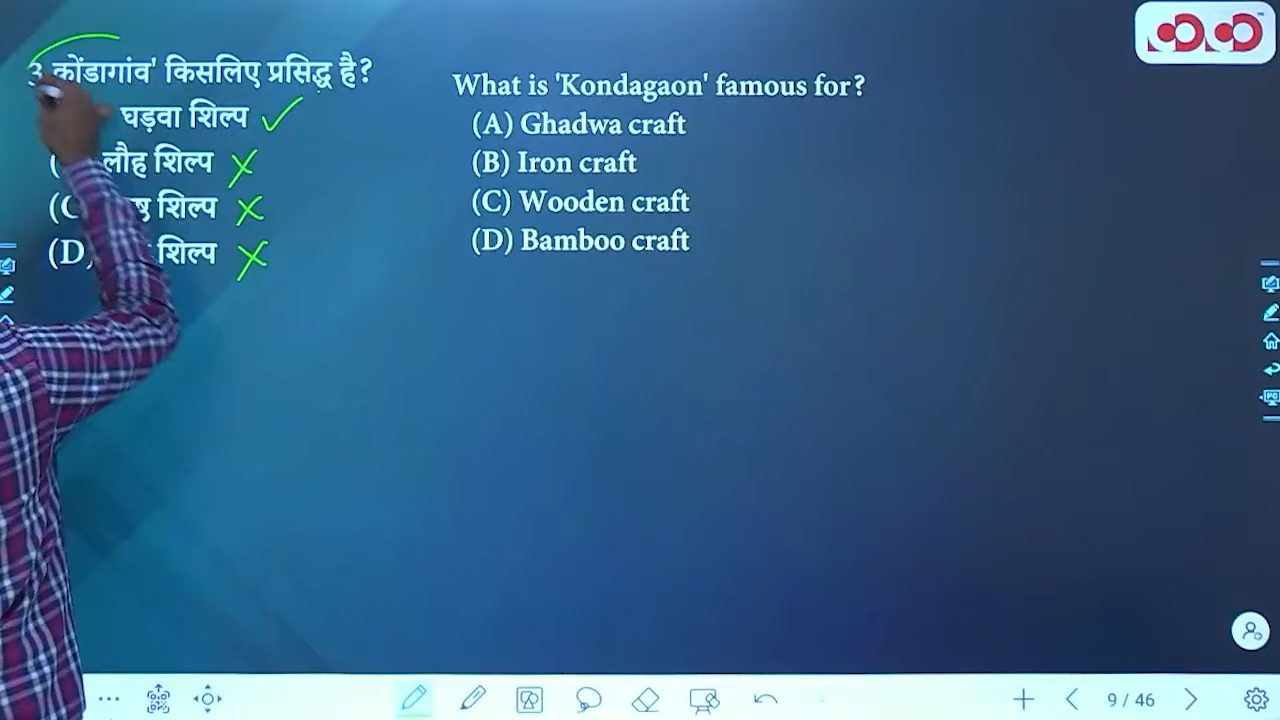 3 कोंडागांव' किसलिए प्रसिद्ध है?
घड़वा शिल्प
( लौह शिल्प
(C शिल्प
(D) शिल्प
What is 'Kondagaon' famous for?
(A) Ghadwa craft
(B) Iron craft
(C) Wooden craft
(D) Bamboo craft
9 / 46